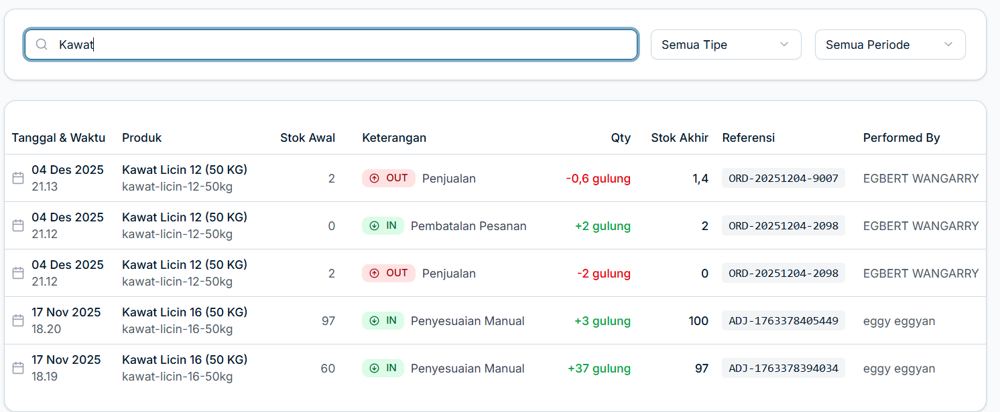 Kawat
Semua Tipe
Semua Periode
Tanggal & Waktu Produk Stok Awal Keterangan Qty Stok Akhir Referensi Performed By
04 Des 2025 Kawat Licin 12 (50 KG)
21.13 kawat-licin-12-50kg 2 OUT Penjualan -0,6 gulung 1,4 ORD-20251204-9007 EGBERT WANGARRY
04 Des 2025 Kawat Licin 12 (50 KG)
21.12 kawat-licin-12-50kg 0 IN Pembatalan Pesanan +2 gulung 2 ORD-20251204-2098 EGBERT WANGARRY
04 Des 2025 Kawat Licin 12 (50 KG)
21.12 kawat-licin-12-50kg 2 OUT Penjualan -2 gulung 0 ORD-20251204-2098 EGBERT WANGARRY
17 Nov 2025 Kawat Licin 16 (50 KG)
18.20 kawat-licin-16-50kg 97 IN Penyesuaian Manual +3 gulung 100 ADJ-1763378405449 eggy eggyan
17 Nov 2025 Kawat Licin 16 (50 KG)
18.19 kawat-licin-16-50kg 60 IN Penyesuaian Manual +37 gulung 97 ADJ-1763378394034 eggy eggyan